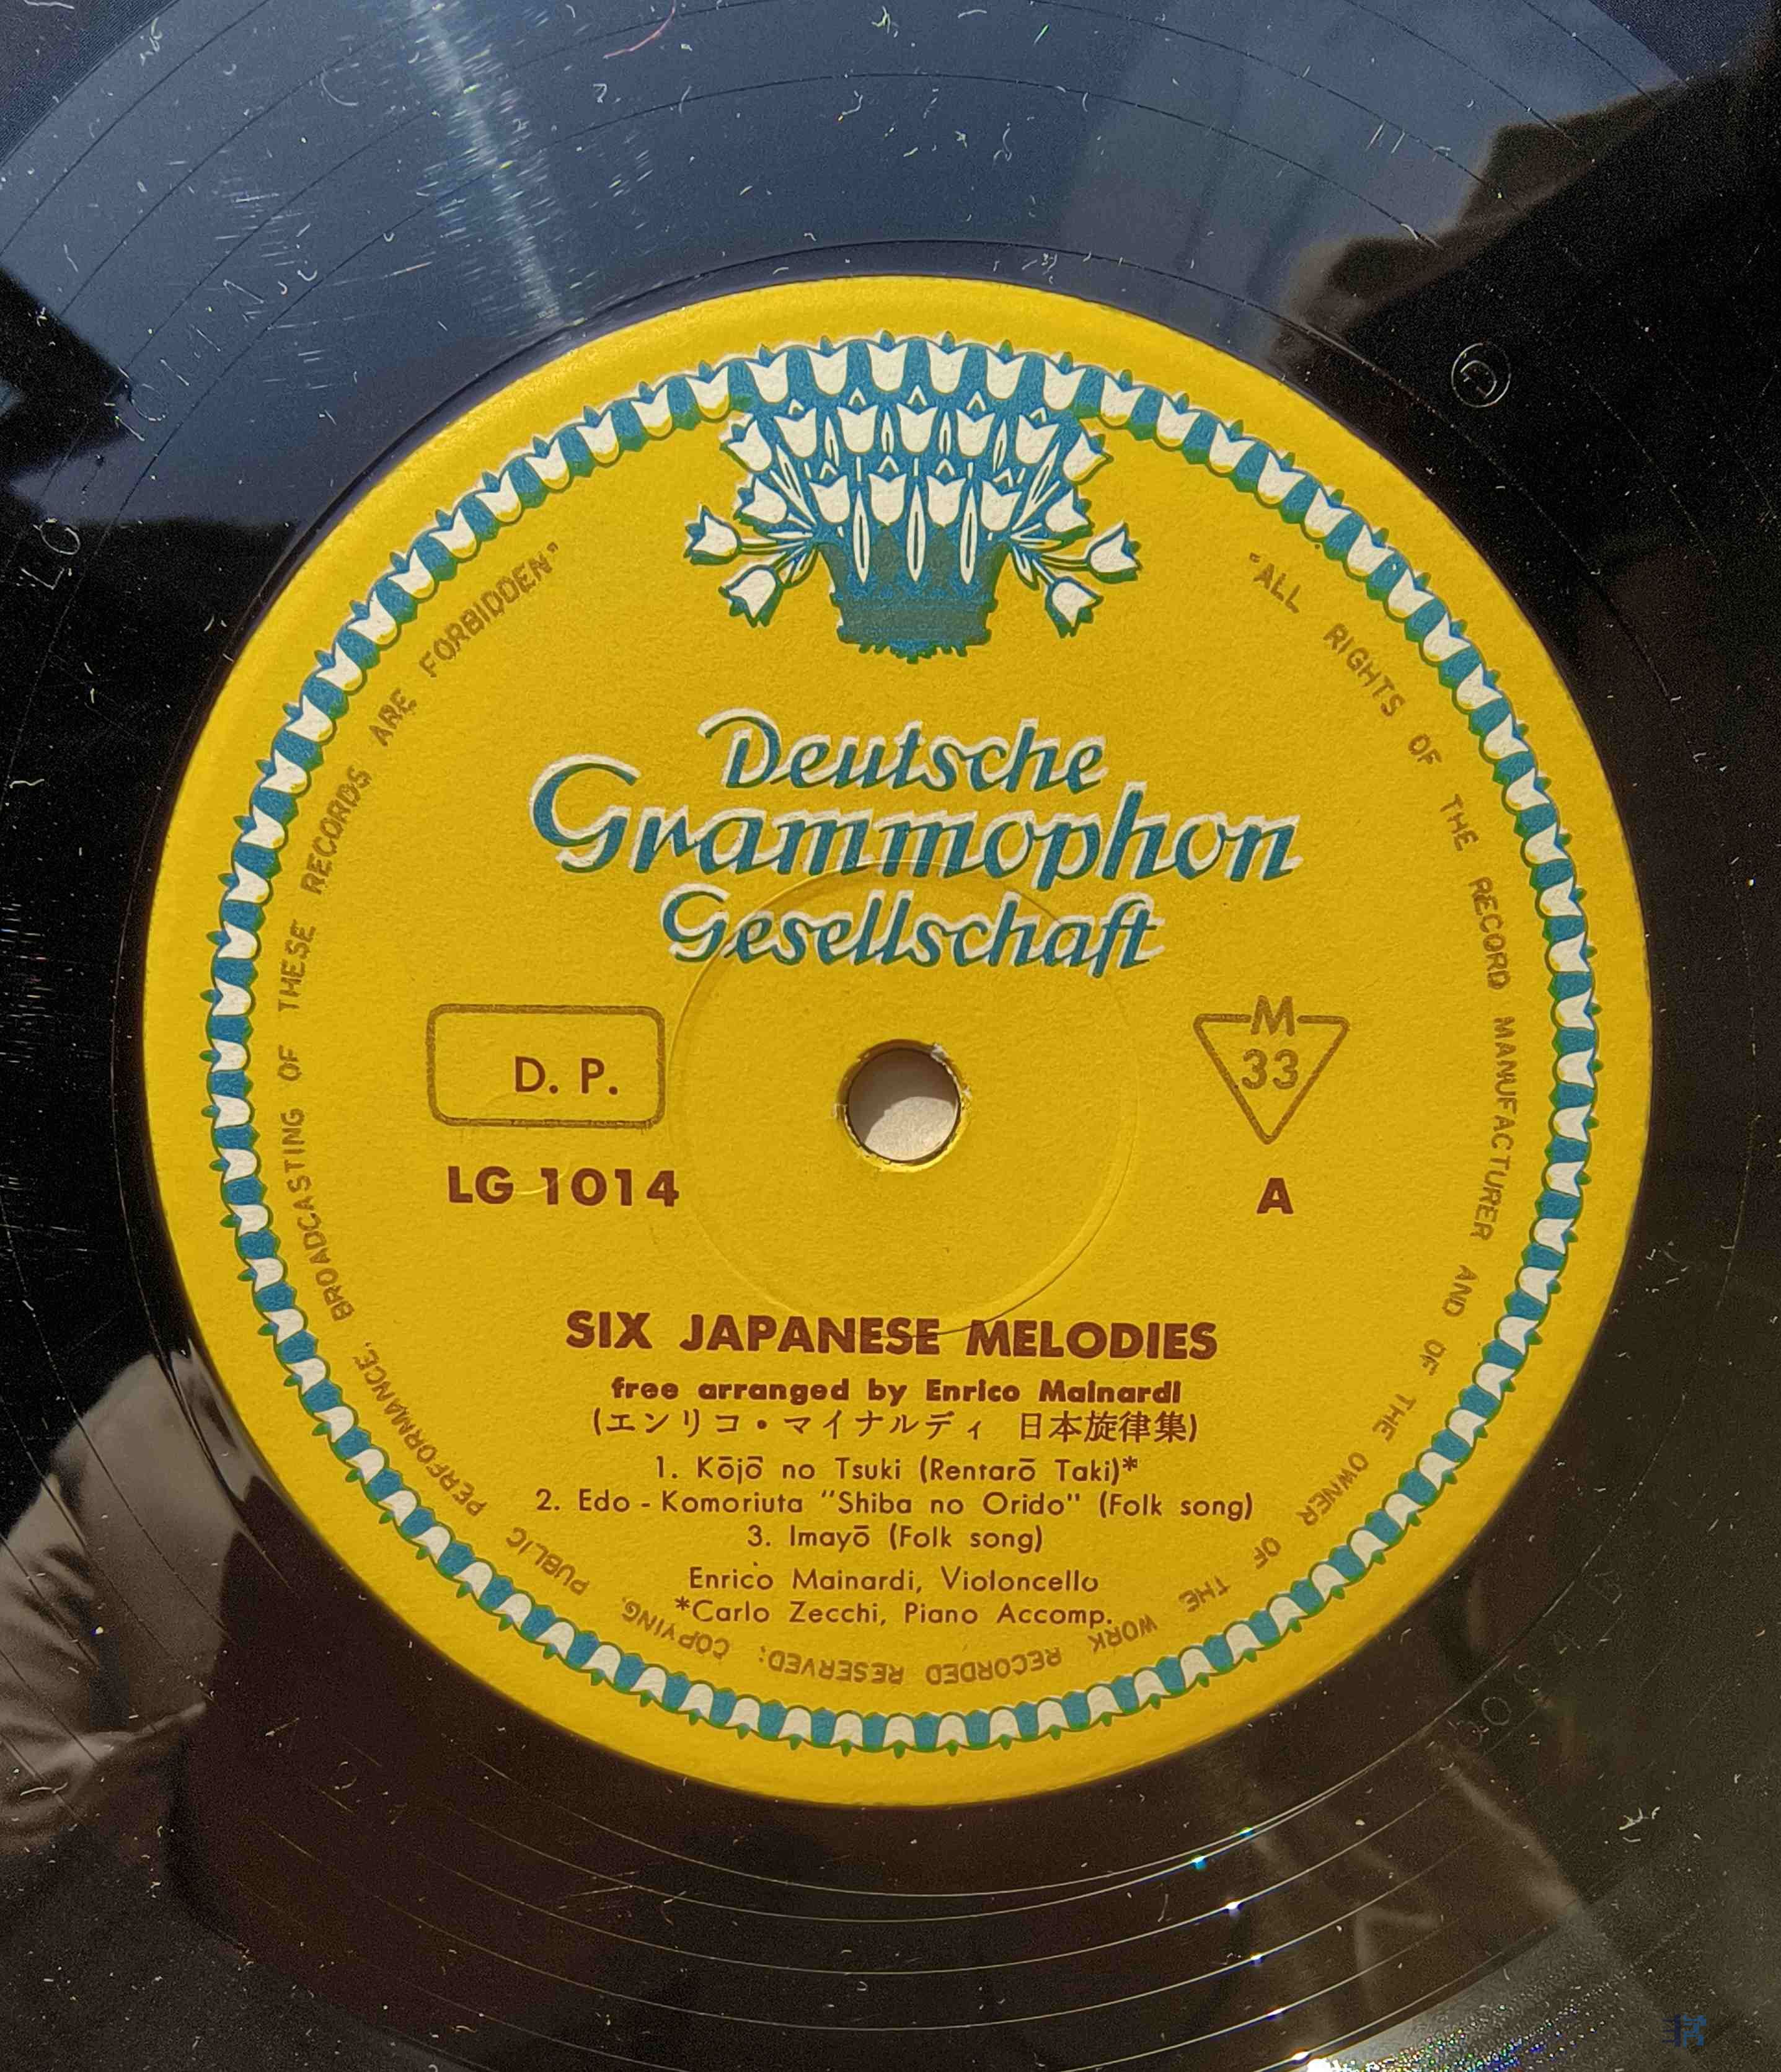 Deutsche
Grammophon
Gesellschaft
D. P.
M
33
LG 1014
A
SIX JAPANESE MELODIES
free arranged by Enrico Mainardi
(エンリコ・マイナルディ 日本旋律集)
1. Kōjō no Tsuki (Rentarō Taki)*
2. Edo - Komoriuta "Shiba no Orido" (Folk song)
3. Imayō (Folk song)
Enrico Mainardi, Violoncello
*Carlo Zecchi, Piano Accomp.
"ALL RIGHTS OF THE RECORD MANUFACTURER AND OF THE OWNER OF THE WORK RECORDED RESERVED: COPYING, PUBLIC PERFORMANCE, BROADCASTING OF THESE RECORDS ARE FORBIDDEN"